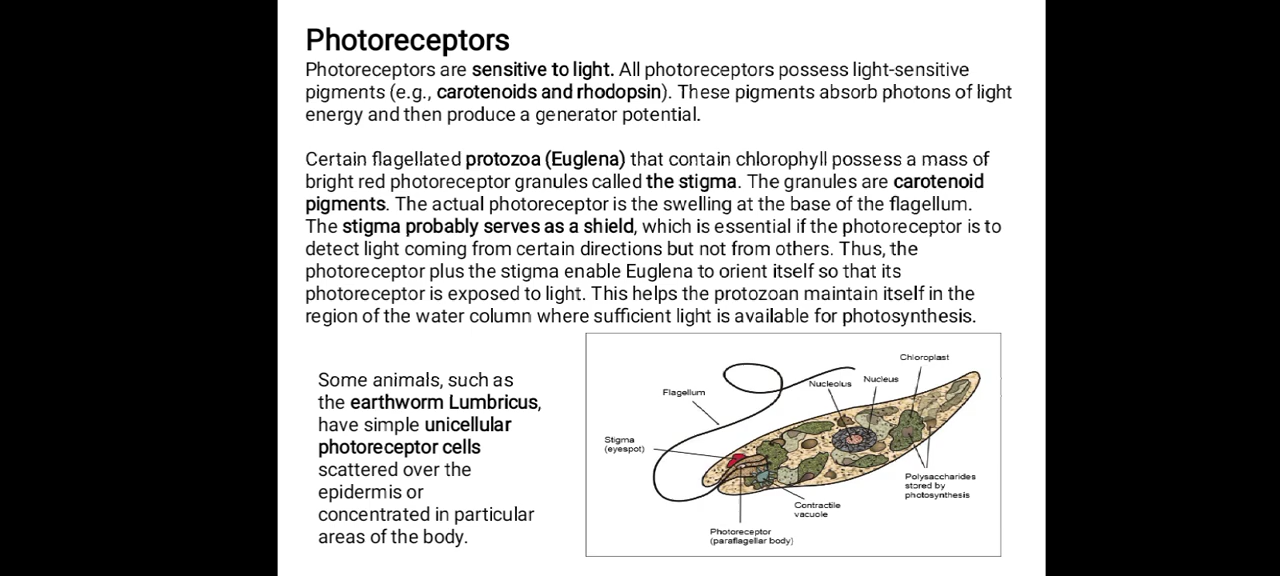 Photoreceptors
Photoreceptors are sensitive to light. All photoreceptors possess light-sensitive
pigments (e.g., carotenoids and rhodopsin). These pigments absorb photons of light
energy and then produce a generator potential.
Certain flagellated protozoa (Euglena) that contain chlorophyll possess a mass of
bright red photoreceptor granules called the stigma. The granules are carotenoid
pigments. The actual photoreceptor is the swelling at the base of the flagellum.
The stigma probably serves as a shield, which is essential if the photoreceptor is to
detect light coming from certain directions but not from others. Thus, the
photoreceptor plus the stigma enable Euglena to orient itself so that its
photoreceptor is exposed to light. This helps the protozoan maintain itself in the
region of the water column where sufficient light is available for photosynthesis.
Some animals, such as
the earthworm Lumbricus,
have simple unicellular
photoreceptor cells
scattered over the
epidermis or
concentrated in particular
areas of the body.
Chloroplast
Nucleolus
Nucleus
Flagellum
Stigma
(eyespot)
Polysaccharides
stored by
photosynthesis
Contractile
vacuole
Photoreceptor
(paraflagellar body)